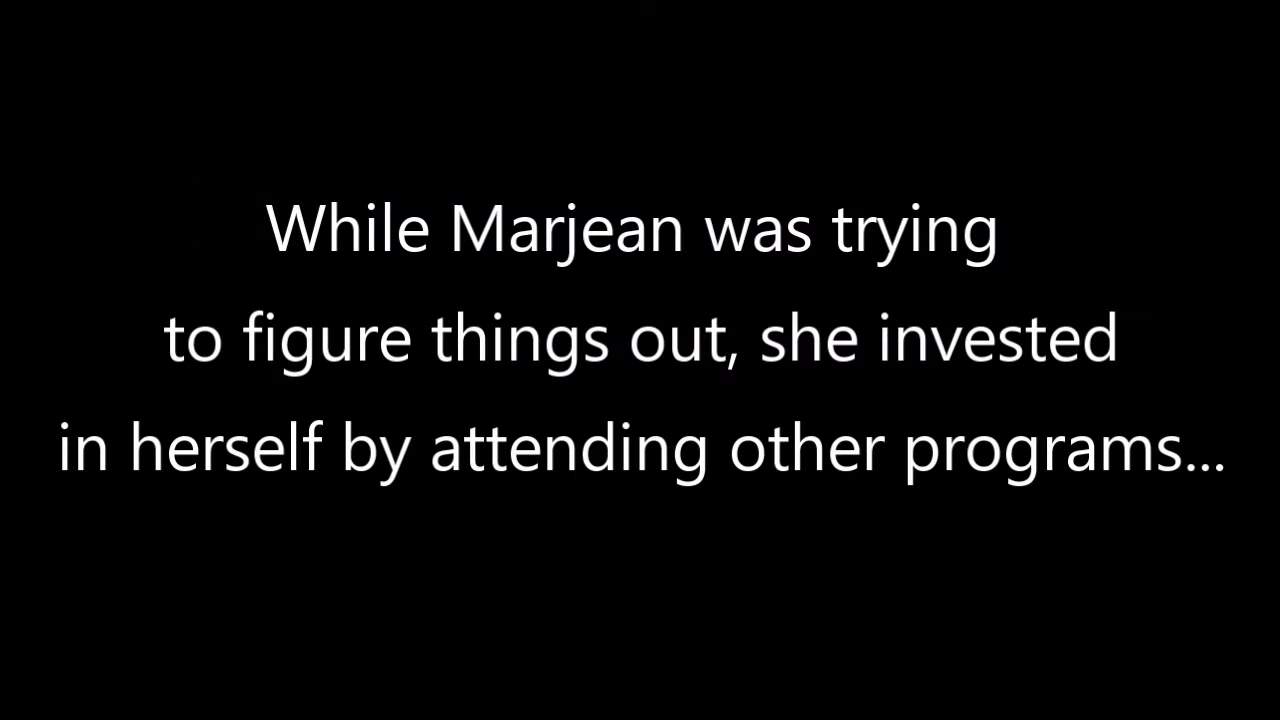 While Marjean was trying
to figure things out, she invested
in herself by attending other programs...